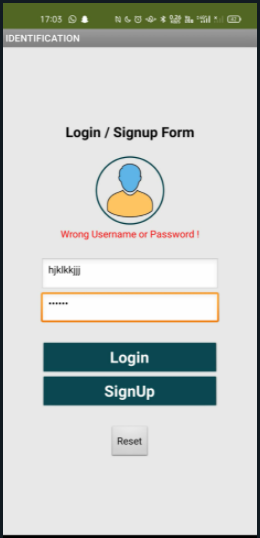 17:03
IDENTIFICATION
Login / Signup Form
Wrong Username or Password !
hjklkkjjj
••••••
Login
SignUp
Reset